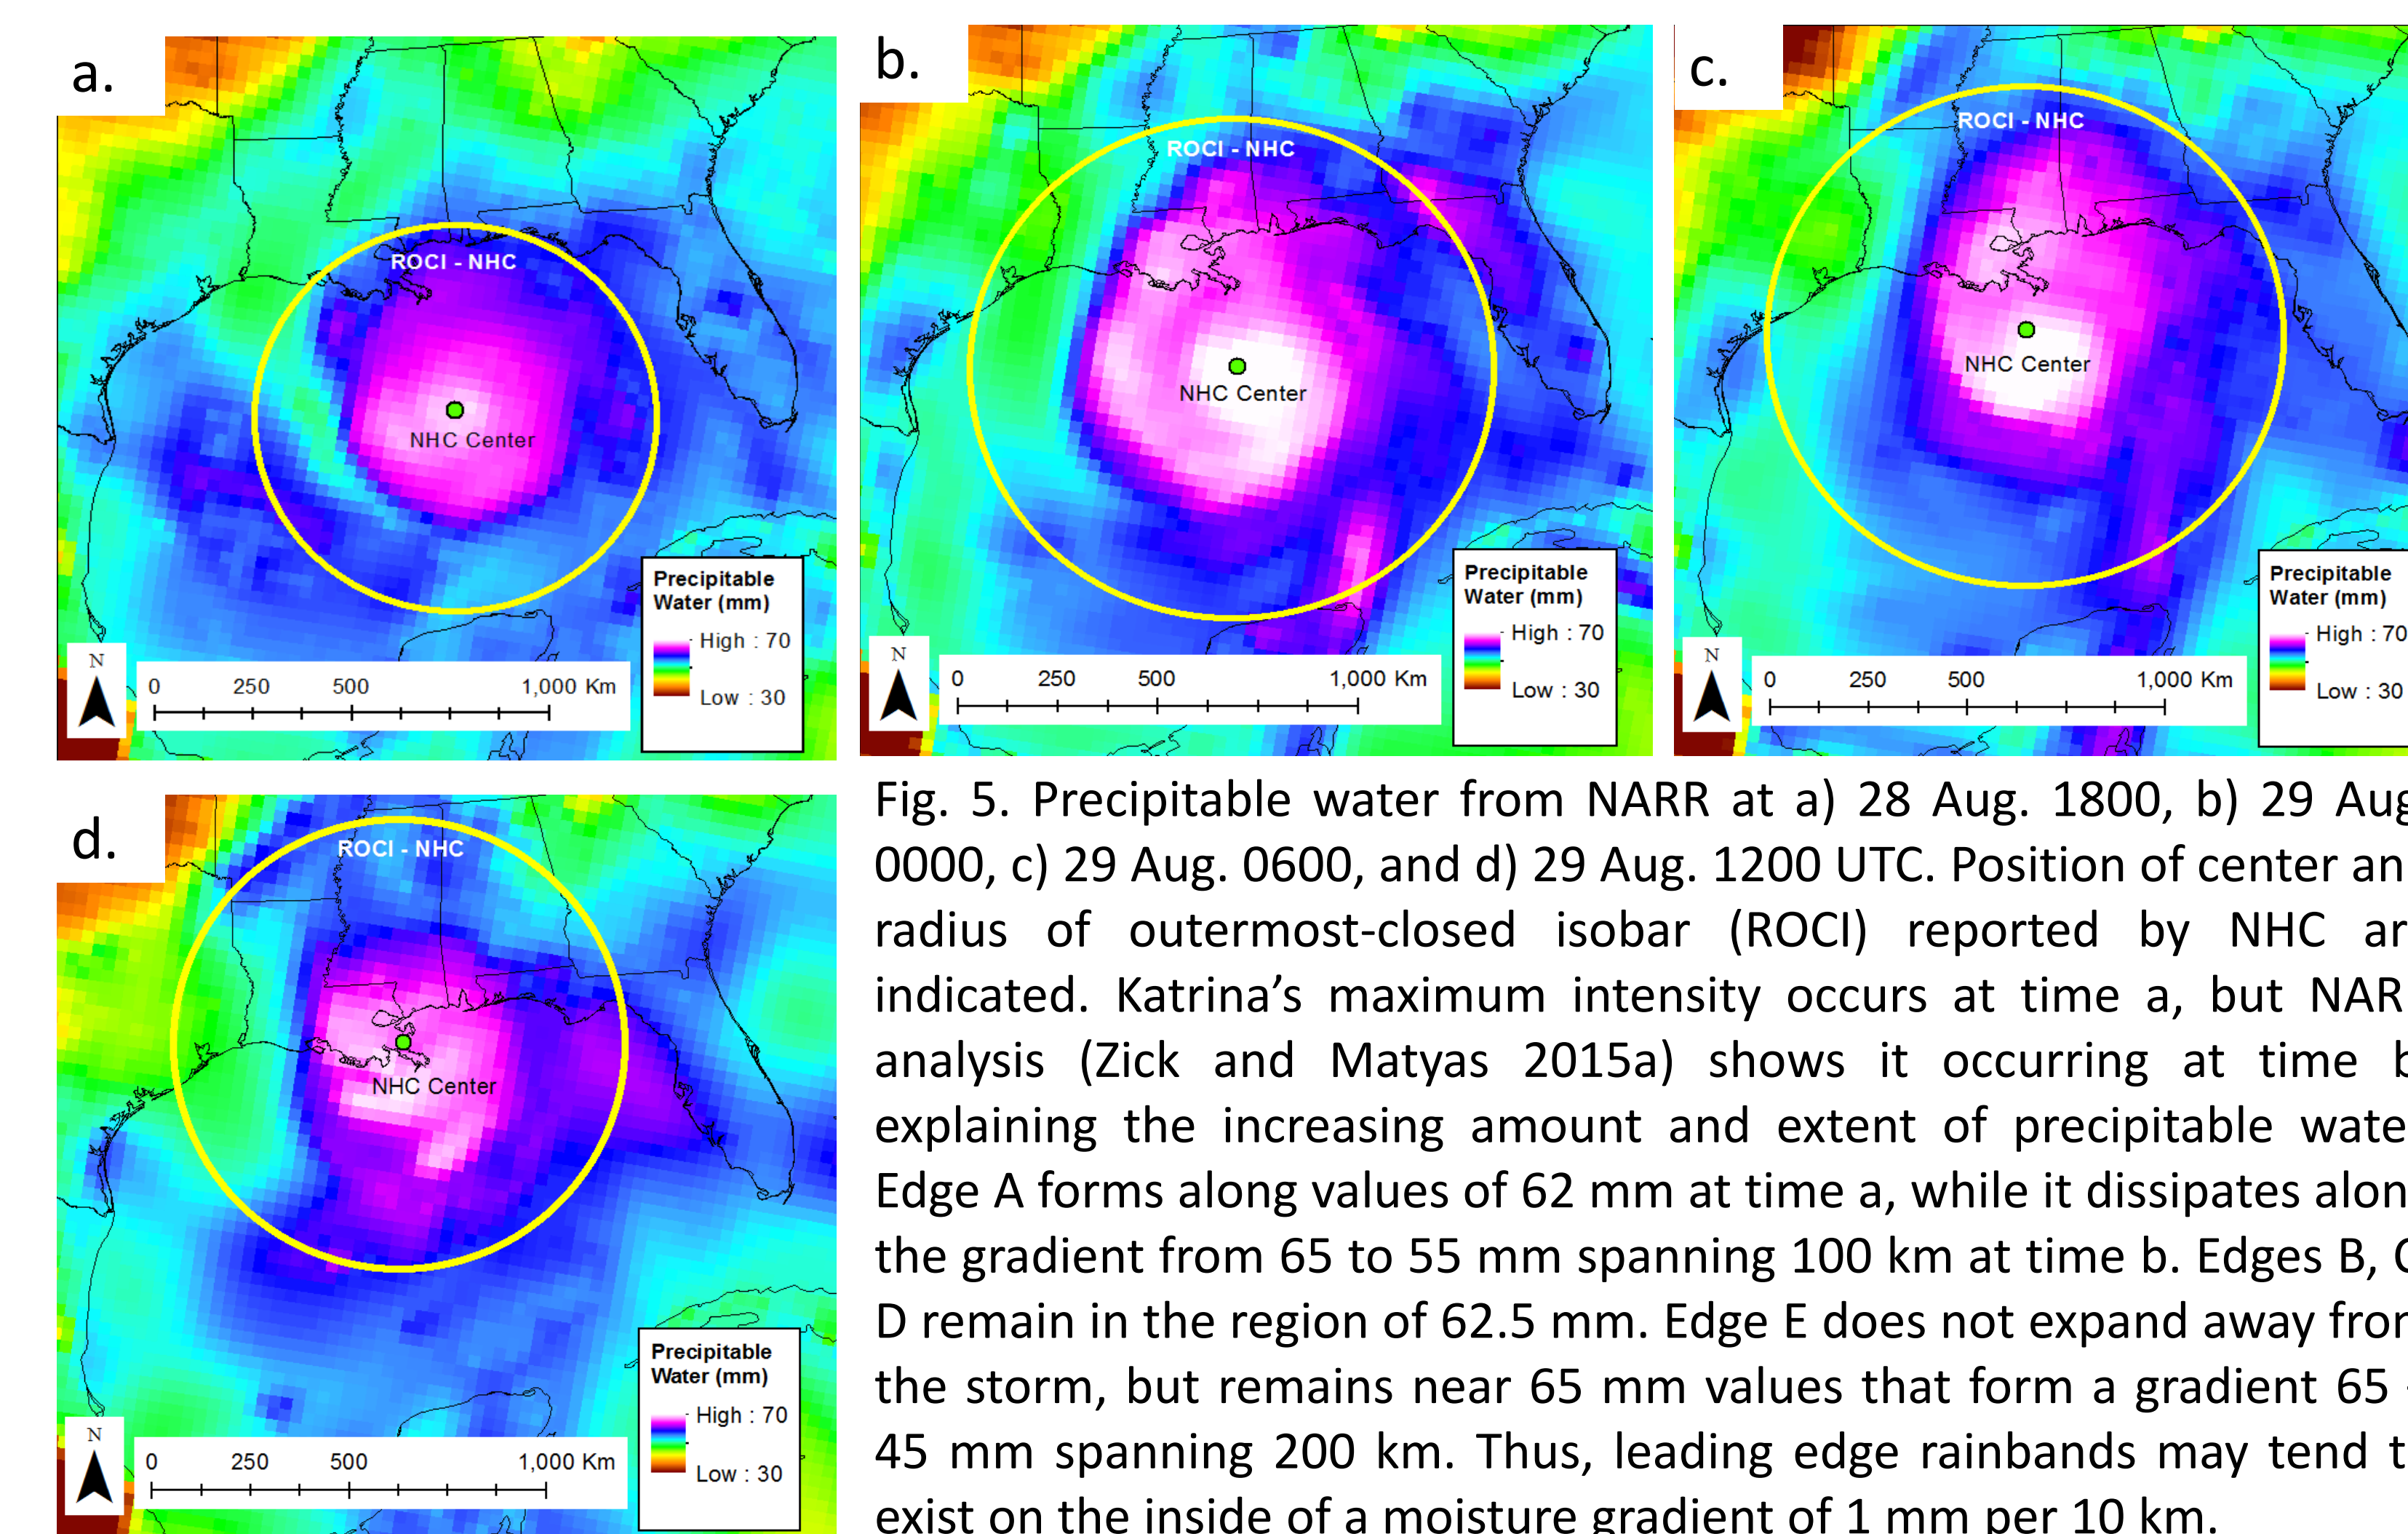 a.
ROCI - NHC
NHC Center
Precipitable
Water (mm)
High : 70
Low : 30
N
0 250 500 1,000 Km
b.
ROCI - NHC
NHC Center
Precipitable
Water (mm)
High : 70
Low : 30
N
0 250 500 1,000 Km
c.
ROCI - NHC
NHC Center
Precipitable
Water (mm)
High : 70
Low : 30
N
0 250 500 1,000 Km
d.
ROCI - NHC
NHC Center
Precipitable
Water (mm)
High : 70
Low : 30
N
0 250 500 1,000 Km
Fig. 5. Precipitable water from NARR at a) 28 Aug. 1800, b) 29 Aug
0000, c) 29 Aug. 0600, and d) 29 Aug. 1200 UTC. Position of center an
radius of outermost-closed isobar (ROCI) reported by NHC ar
indicated. Katrina’s maximum intensity occurs at time a, but NAR
analysis (Zick and Matyas 2015a) shows it occurring at time b
explaining the increasing amount and extent of precipitable wate
Edge A forms along values of 62 mm at time a, while it dissipates alon
the gradient from 65 to 55 mm spanning 100 km at time b. Edges B, C
D remain in the region of 62.5 mm. Edge E does not expand away fron
the storm, but remains near 65 mm values that form a gradient 65 -
45 mm spanning 200 km. Thus, leading edge rainbands may tend t
exist on the inside of a moisture gradient of 1 mm per 10 km.